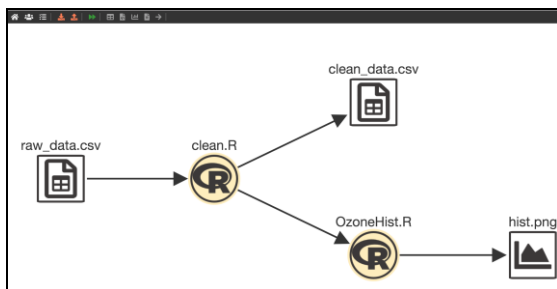 clean_data.csv
raw_data.csv
clean.R
R
OzoneHist.R
R
hist.png